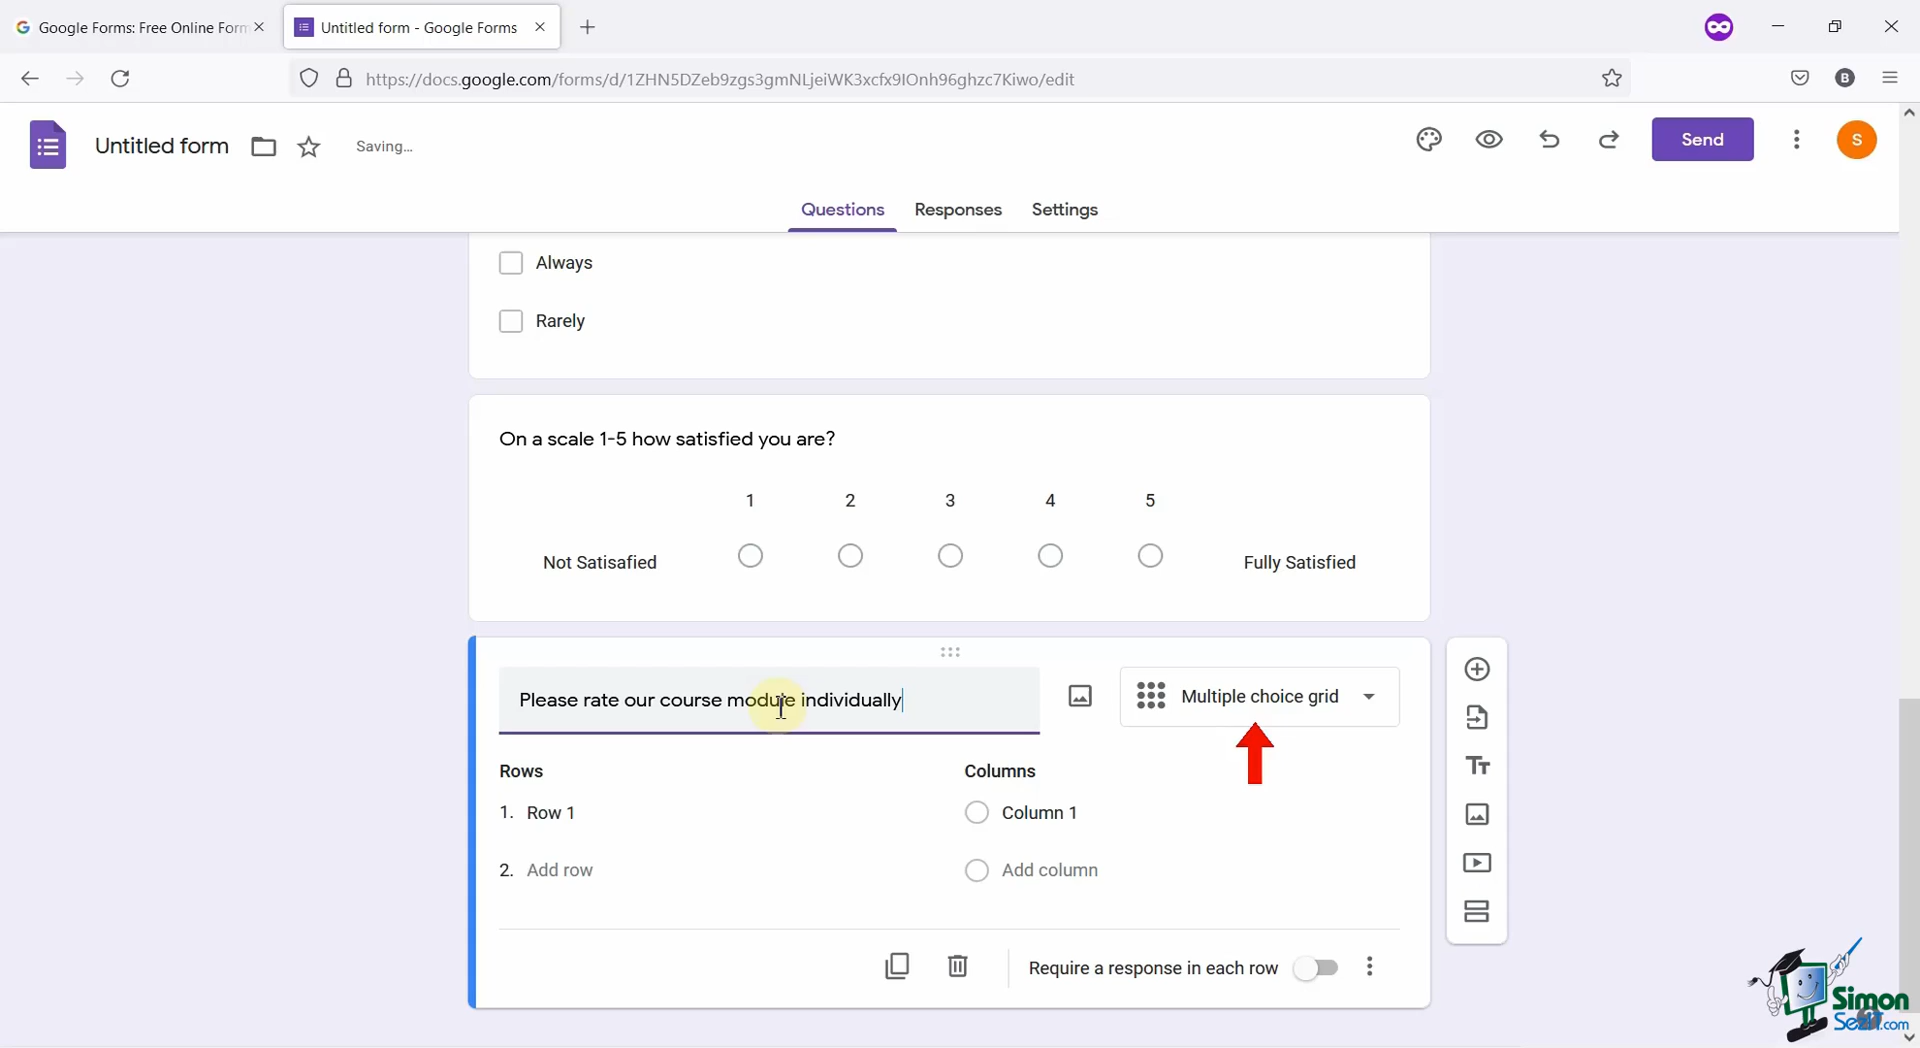 Google Forms: Free Online Form
Untitled form - Google Forms
https://docs.google.com/forms/d/1ZHN5DZeb9zgs3gmNLjeiWK3xcfx9IOnh96ghzc7Kiwo/edit
B
Untitled form
Saving...
Send
S
Questions
Responses
Settings
Always
Rarely
On a scale 1-5 how satisfied you are?
1 2 3 4 5
Not Satisasfied
Fully Satisfied
Please rate our course module individually
Multiple choice grid
Rows
Columns
1. Row 1
Column 1
2. Add row
Add column
Require a response in each row
Simon
SezIT.com